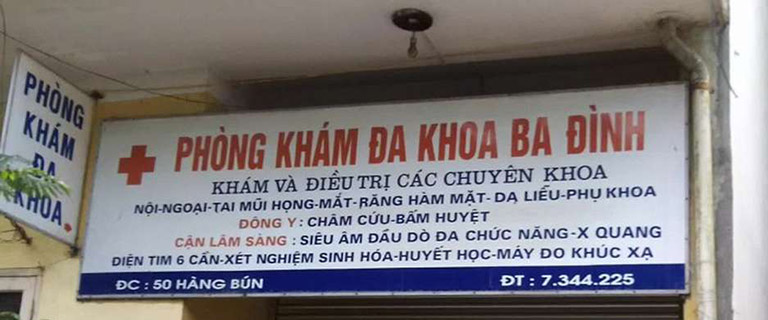 PHÒNG
KHÁM
ĐA
KHOA
PHÒNG KHÁM ĐA KHOA BA ĐÌNH
KHÁM VÀ ĐIỀU TRỊ CÁC CHUYÊN KHOA
NỘI-NGOẠI-TAI MŨI HỌNG-MẮT-RĂNG HÀM MẶT-DẠ LIỄU-PHỤ KHOA
ĐÔNG Y : CHÂM CỨU-BẤM HUYỆT
CẬN LÂM SÀNG : SIÊU ÂM ĐẦU DÒ ĐA CHỨC NĂNG-X QUANG
DIỆN TIM 6 CẦN-XÉT NGHIỆM SINH HÓA-HUYẾT HỌC-MÁY ĐO KHÚC XẠ
ĐC : 50 HÀNG BÚN ĐT : 7.344.225